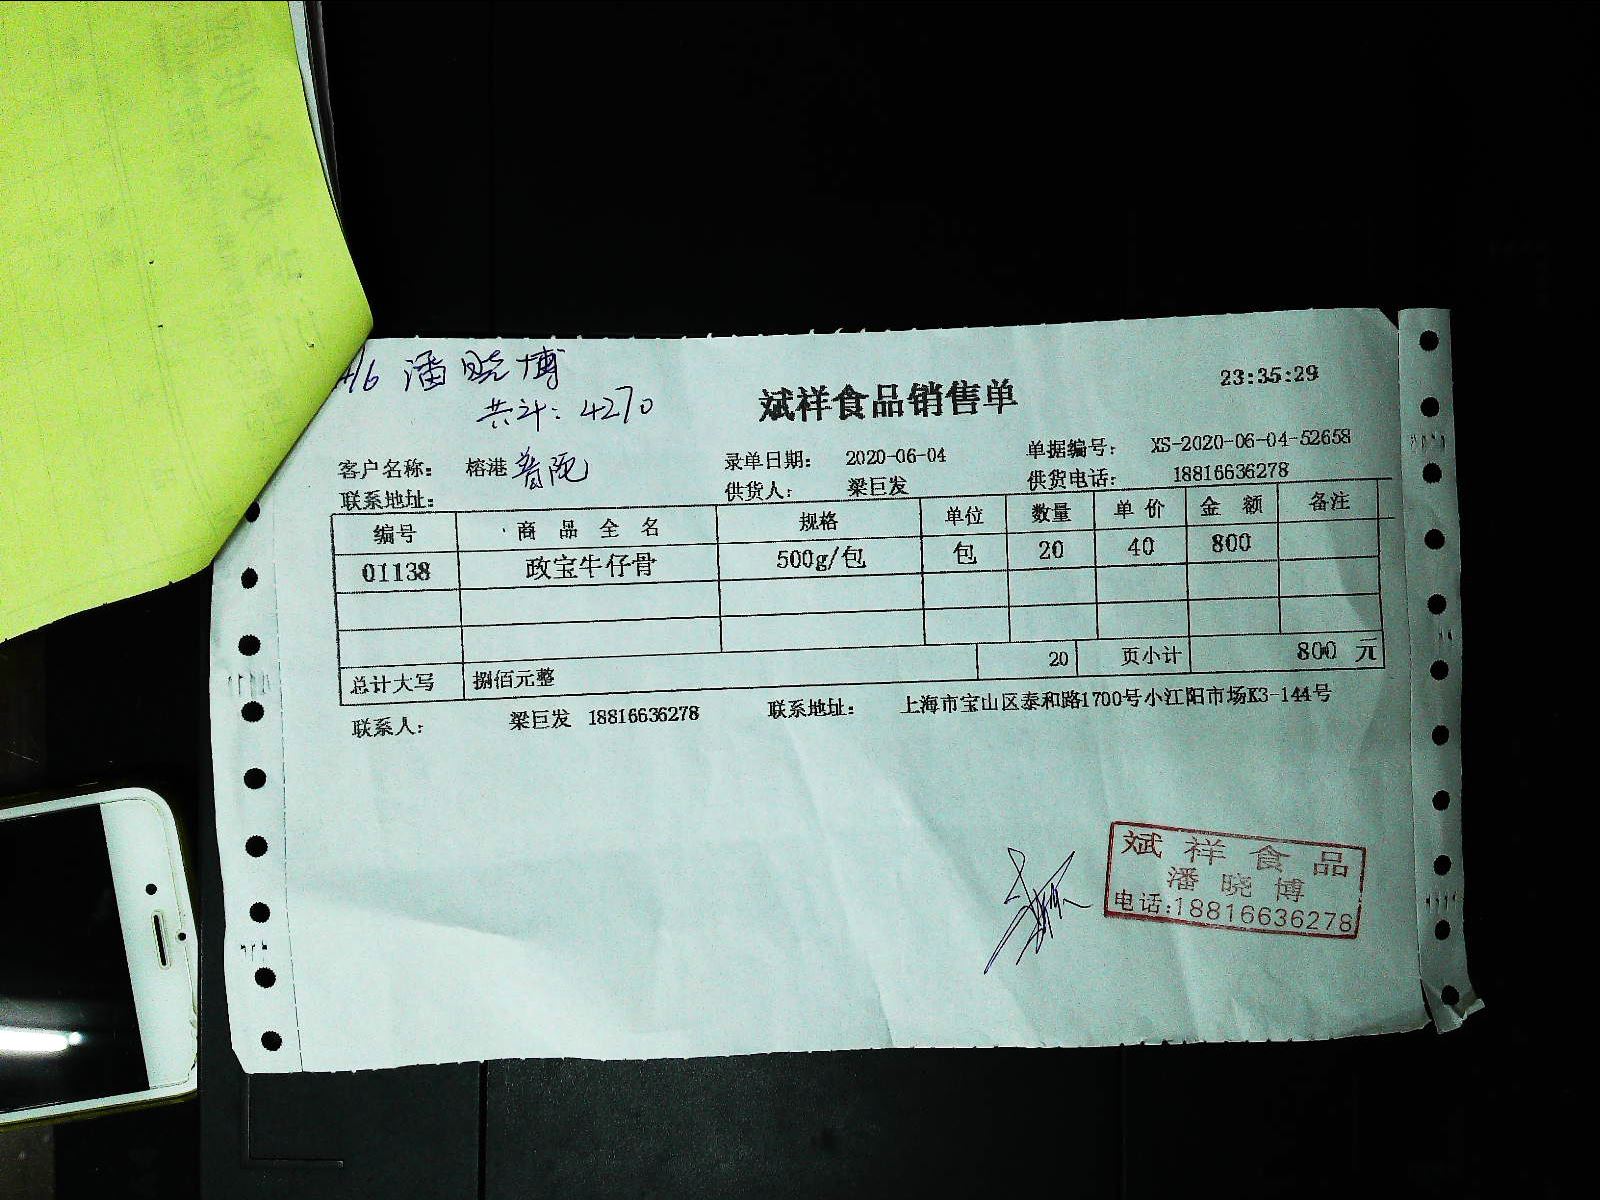 潘晓博
共计: 4270
斌祥食品销售单
23:35:29
客户名称: 榕港 普陀 录单日期: 2020-06-04 单据编号: XS-2020-06-04-52658
联系地址: 供货人: 梁巨发 供货电话: 18816636278
编号 商品全名 规格 单位 数量 单价 金额 备注
01138 政宝牛仔骨 500g/包 包 20 40 800
总计大写 捌佰元整 20 页小计 800 元
联系人: 梁巨发 18816636278 联系地址: 上海市宝山区泰和路1700号小江阳市场K3-144号
斌祥食品
潘晓博
电话:18816636278